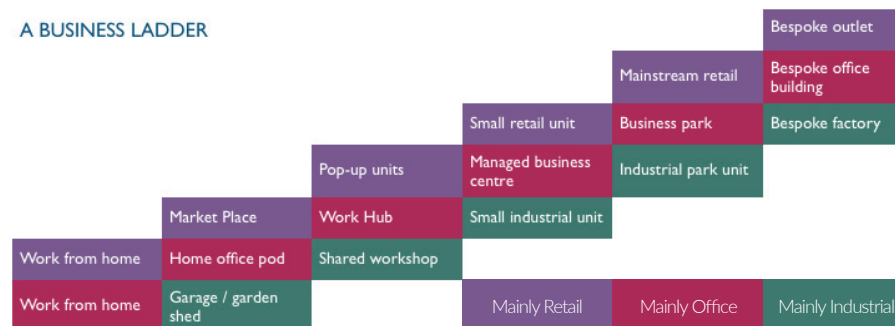 A BUSINESS LADDER
Bespoke outlet
Mainstream retail
Bespoke office
building
Small retail unit
Business park
Bespoke factory
Pop-up units
Managed business
centre
Industrial park unit
Market Place
Work Hub
Small industrial unit
Work from home
Home office pod
Shared workshop
Work from home
Garage / garden
shed
Mainly Retail
Mainly Office
Mainly Industrial